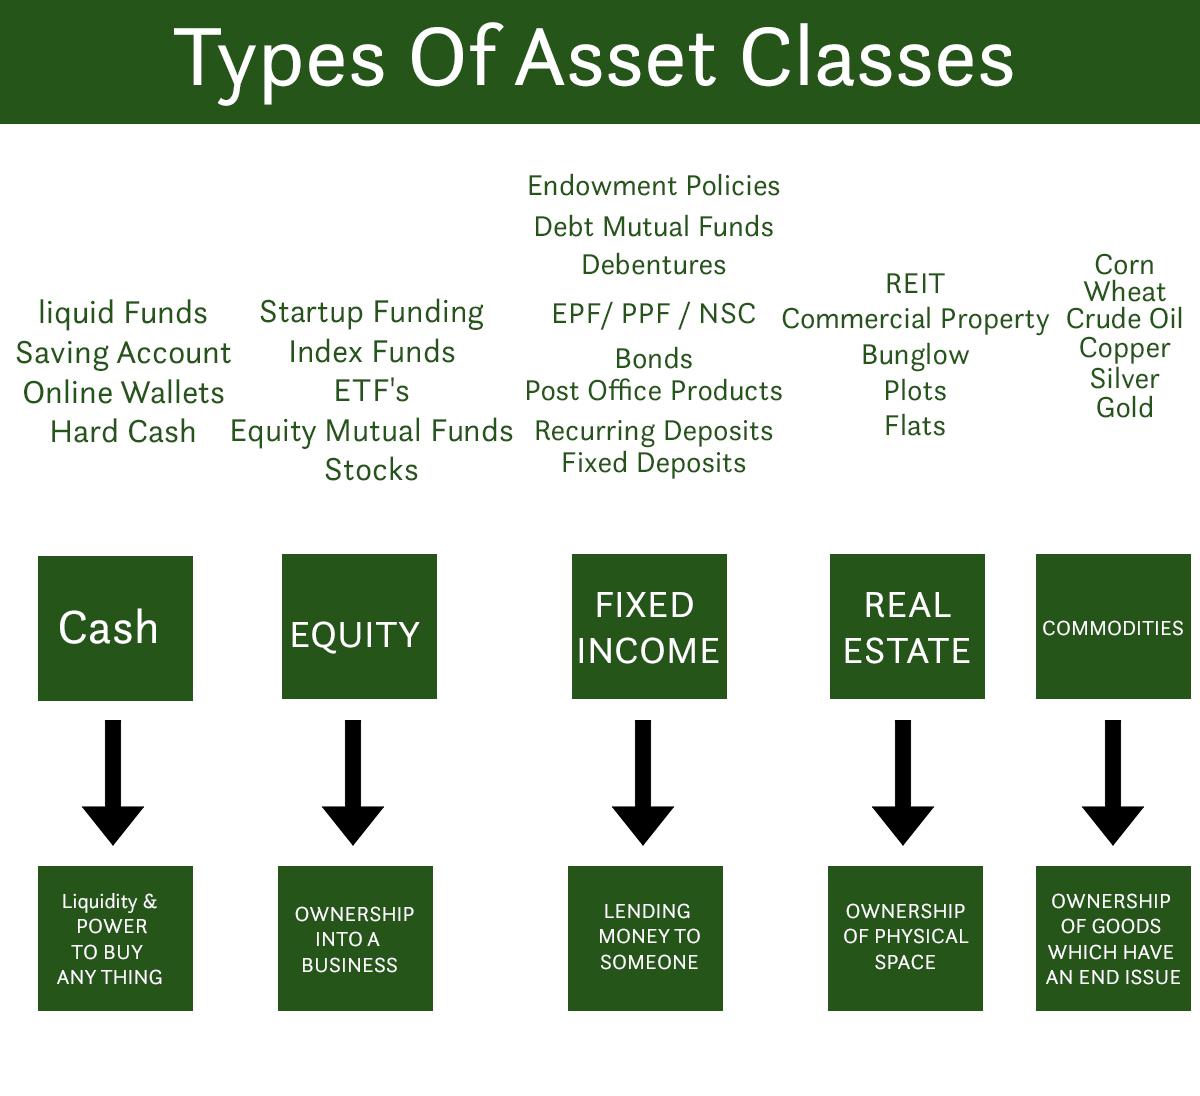 Types Of Asset Classes
liquid Funds
Saving Account
Online Wallets
Hard Cash
Startup Funding
Index Funds
ETF's
Equity Mutual Funds
Stocks
Endowment Policies
Debt Mutual Funds
Debentures
EPF/ PPF / NSC
Bonds
Post Office Products
Recurring Deposits
Fixed Deposits
REIT
Commercial Property
Bunglow
Plots
Flats
Corn
Wheat
Crude Oil
Copper
Silver
Gold
Cash
EQUITY
FIXED
INCOME
REAL
ESTATE
COMMODITIES
Liquidity &
POWER
TO BUY
ANY THING
OWNERSHIP
INTO A
BUSINESS
LENDING
MONEY TO
SOMEONE
OWNERSHIP
OF PHYSICAL
SPACE
OWNERSHIP
OF GOODS
WHICH HAVE
AN END ISSUE